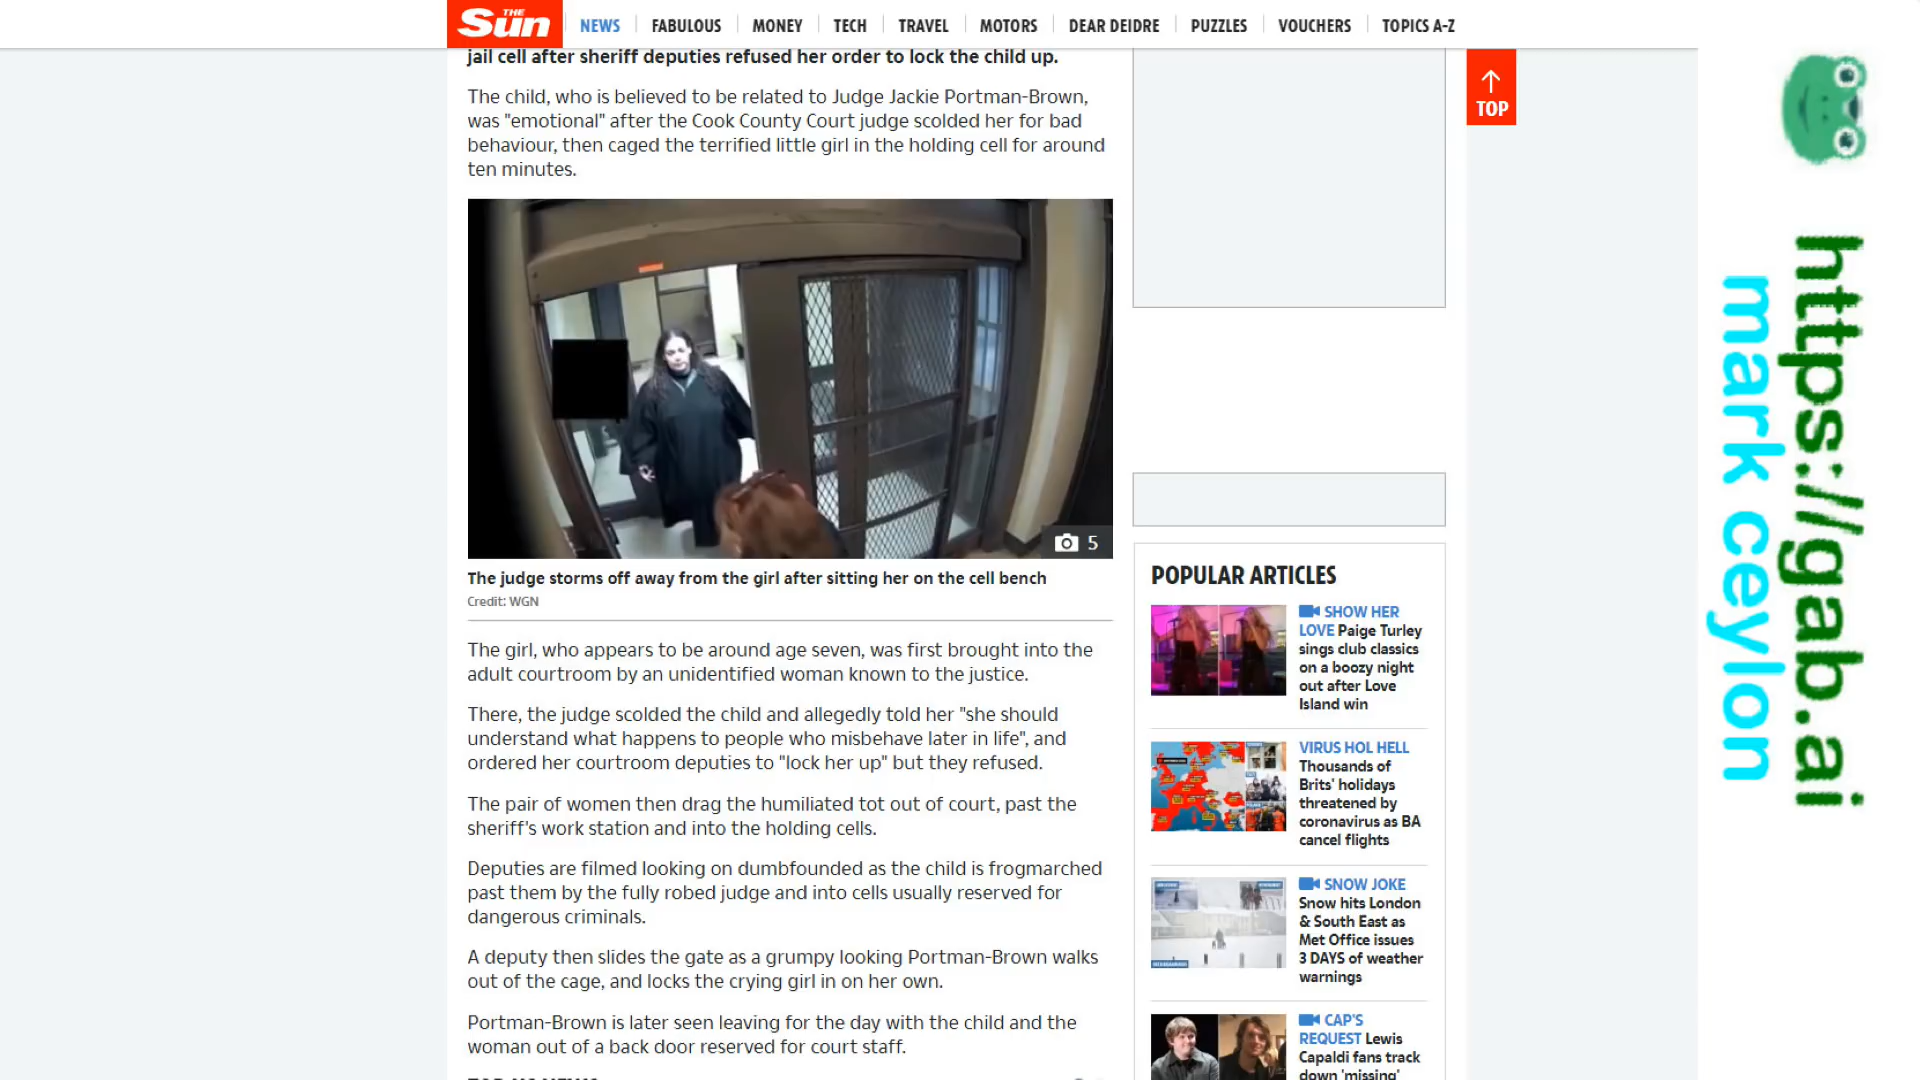 THE
Sun
NEWS
FABULOUS
MONEY
TECH
TRAVEL
MOTORS
DEAR DEIDRE
PUZZLES
VOUCHERS
TOPICS A-Z
TOP
jail cell after sheriff deputies refused her order to lock the child up.
The child, who is believed to be related to Judge Jackie Portman-Brown,
was "emotional" after the Cook County Court judge scolded her for bad
behaviour, then caged the terrified little girl in the holding cell for around
ten minutes.
5
The judge storms off away from the girl after sitting her on the cell bench
Credit: WGN
The girl, who appears to be around age seven, was first brought into the
adult courtroom by an unidentified woman known to the justice.
There, the judge scolded the child and allegedly told her "she should
understand what happens to people who misbehave later in life", and
ordered her courtroom deputies to "lock her up" but they refused.
The pair of women then drag the humiliated tot out of court, past the
sheriff's work station and into the holding cells.
Deputies are filmed looking on dumbfounded as the child is frogmarched
past them by the fully robed judge and into cells usually reserved for
dangerous criminals.
A deputy then slides the gate as a grumpy looking Portman-Brown walks
out of the cage, and locks the crying girl in on her own.
Portman-Brown is later seen leaving for the day with the child and the
woman out of a back door reserved for court staff.
POPULAR ARTICLES
SHOW HER
LOVE Paige Turley
sings club classics
on a boozy night
out after Love
Island win
VIRUS HOL HELL
Thousands of
Brits' holidays
threatened by
coronavirus as BA
cancel flights
SNOW JOKE
Snow hits London
& South East as
Met Office issues
3 DAYS of weather
warnings
CAP'S
REQUEST Lewis
Capaldi fans track
down 'missing'
https://gab.ai
mark ceylon